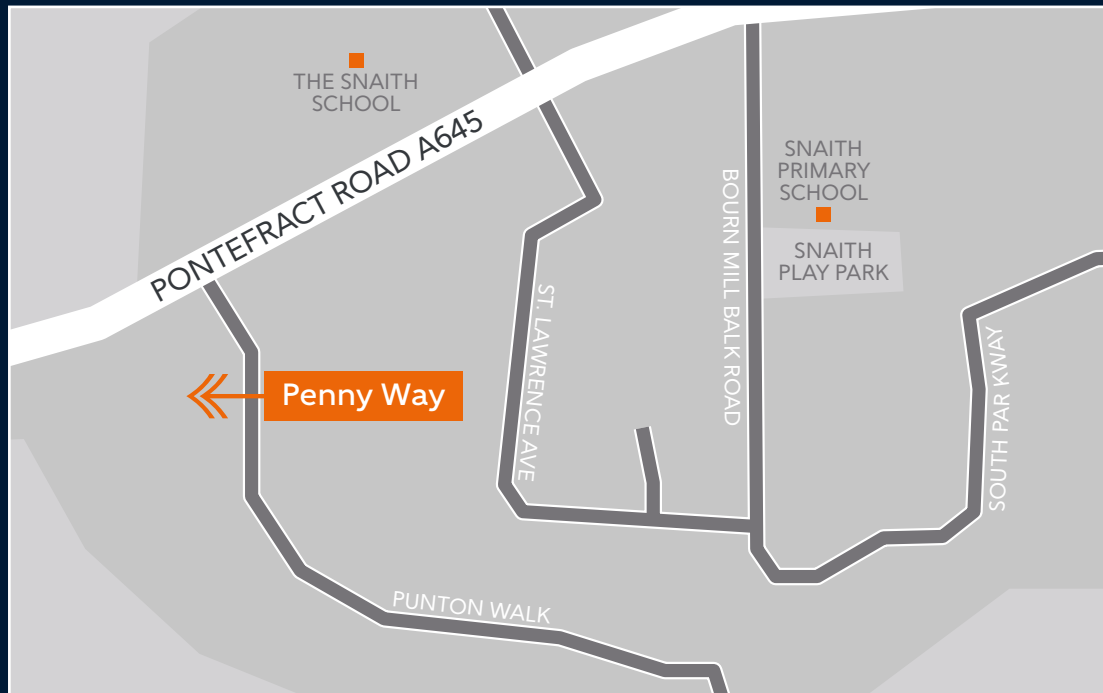 THE SNAITH
SCHOOL
PONTEFRACT ROAD A645
SNAITH
PRIMARY
SCHOOL
BOURN MILL BALK ROAD
SNAITH
PLAY PARK
ST. LAWRENCE AVE
SOUTH PAR KWAY
Penny Way
PUNTON WALK